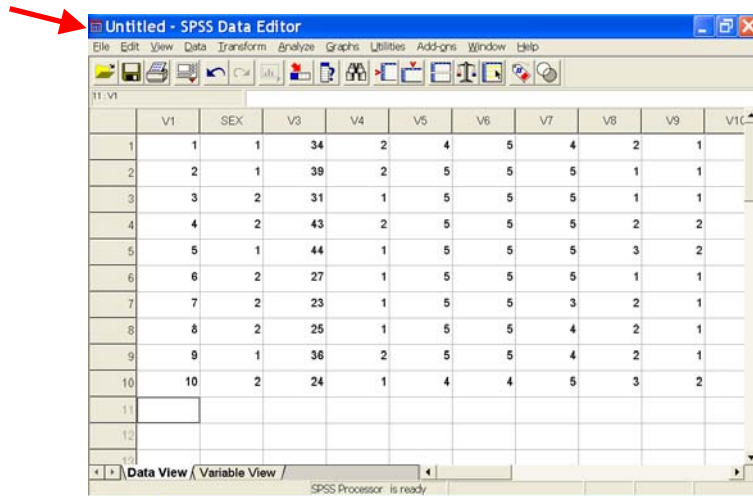 Untitled - SPSS Data Editor
File Edit View Data Transform Analyze Graphs Utilities Add-ons Window Help
11 : V1
V1 SEX V3 V4 V5 V6 V7 V8 V9 V10
1 1 1 34 2 4 5 4 2 1
2 2 1 39 2 5 5 5 1 1
3 3 2 31 1 5 5 5 1 1
4 4 2 43 2 5 5 5 2 2
5 5 1 44 1 5 5 5 3 2
6 6 2 27 1 5 5 5 1 1
7 7 2 23 1 5 5 3 2 1
8 8 2 25 1 5 5 4 2 1
9 9 1 36 2 5 5 4 2 1
10 10 2 24 1 4 4 5 3 2
11
12
13
Data View Variable View
SPSS Processor is ready